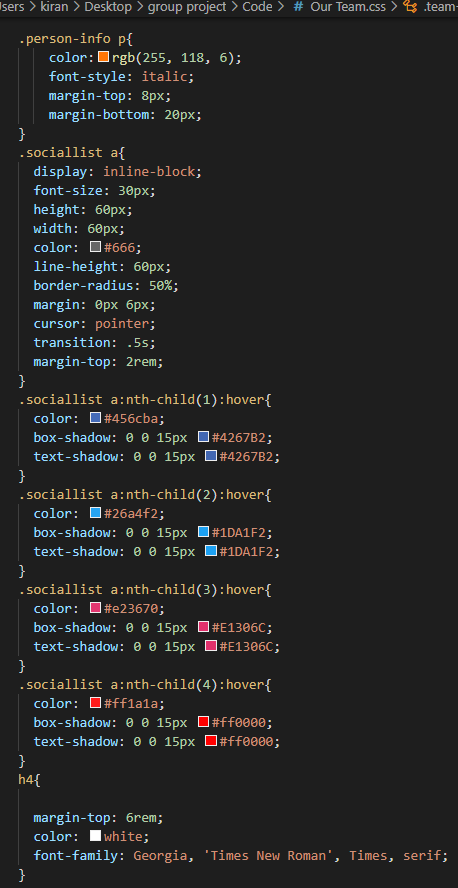 Users > kiran > Desktop > group project > Code > # Our Team.css > .team-
.person-info p{
color: rgb(255, 118, 6);
font-style: italic;
margin-top: 8px;
margin-bottom: 20px;
}
.sociallist a{
display: inline-block;
font-size: 30px;
height: 60px;
width: 60px;
color: #666;
line-height: 60px;
border-radius: 50%;
margin: 0px 6px;
cursor: pointer;
transition: .5s;
margin-top: 2rem;
}
.sociallist a:nth-child(1):hover{
color: #456cba;
box-shadow: 0 0 15px #4267B2;
text-shadow: 0 0 15px #4267B2;
}
.sociallist a:nth-child(2):hover{
color: #26a4f2;
box-shadow: 0 0 15px #1DA1F2;
text-shadow: 0 0 15px #1DA1F2;
}
.sociallist a:nth-child(3):hover{
color: #e23670;
box-shadow: 0 0 15px #E1306C;
text-shadow: 0 0 15px #E1306C;
}
.sociallist a:nth-child(4):hover{
color: #ff1a1a;
box-shadow: 0 0 15px #ff0000;
text-shadow: 0 0 15px #ff0000;
}
h4{
margin-top: 6rem;
color: white;
font-family: Georgia, 'Times New Roman', Times, serif;
}